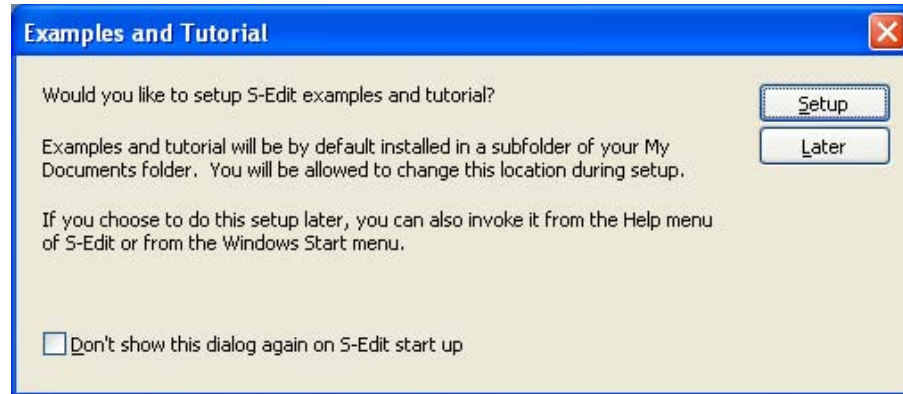 Examples and Tutorial
Would you like to setup S-Edit examples and tutorial?
Setup
Later
Examples and tutorial will be by default installed in a subfolder of your My
Documents folder. You will be allowed to change this location during setup.
If you choose to do this setup later, you can also invoke it from the Help menu
of S-Edit or from the Windows Start menu.
Don't show this dialog again on S-Edit start up